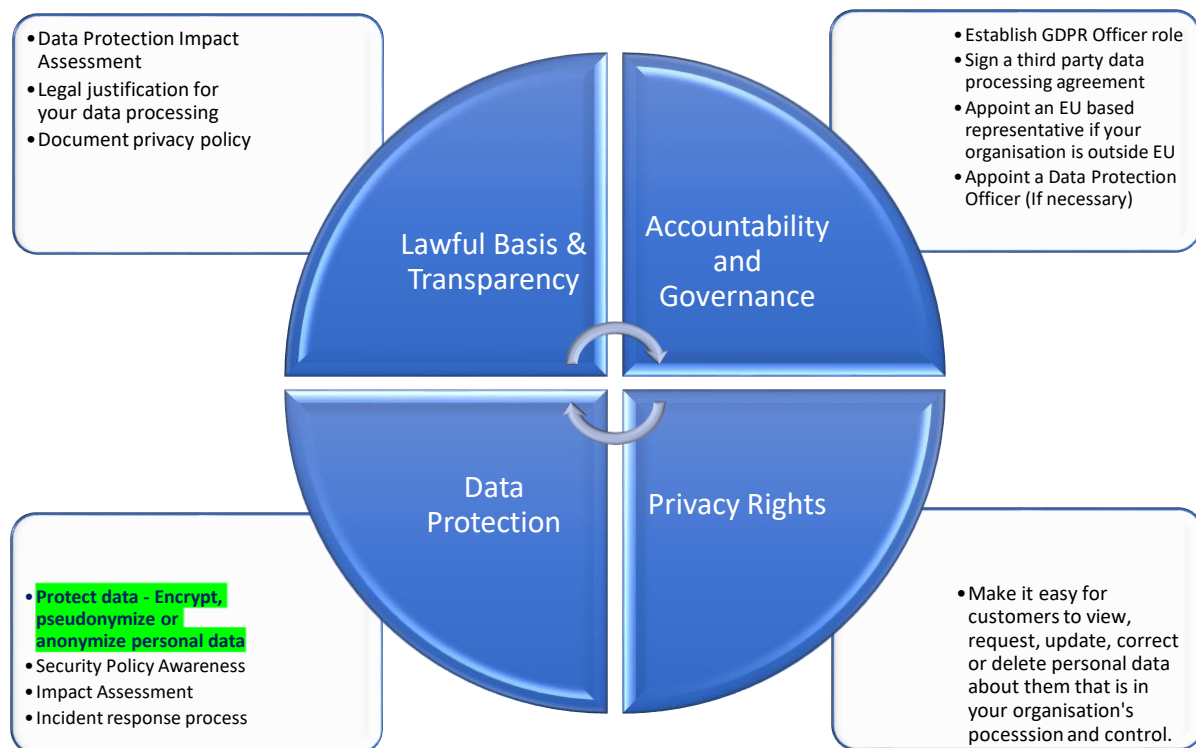 •Data Protection Impact
Assessment
•Legal justification for
your data processing
•Document privacy policy
•Establish GDPR Officer role
•Sign a third party data
processing agreement
•Appoint an EU based
representative if your
organisation is outside EU
•Appoint a Data Protection
Officer (If necessary)
Lawful Basis &
Transparency
Accountability
and
Governance
Data
Protection
Privacy Rights
•Protect data - Encrypt,
pseudonymize or
anonymize personal data
•Security Policy Awareness
•Impact Assessment
•Incident response process
•Make it easy for
customers to view,
request, update, correct
or delete personal data
about them that is in
your organisation's
pocesssion and control.